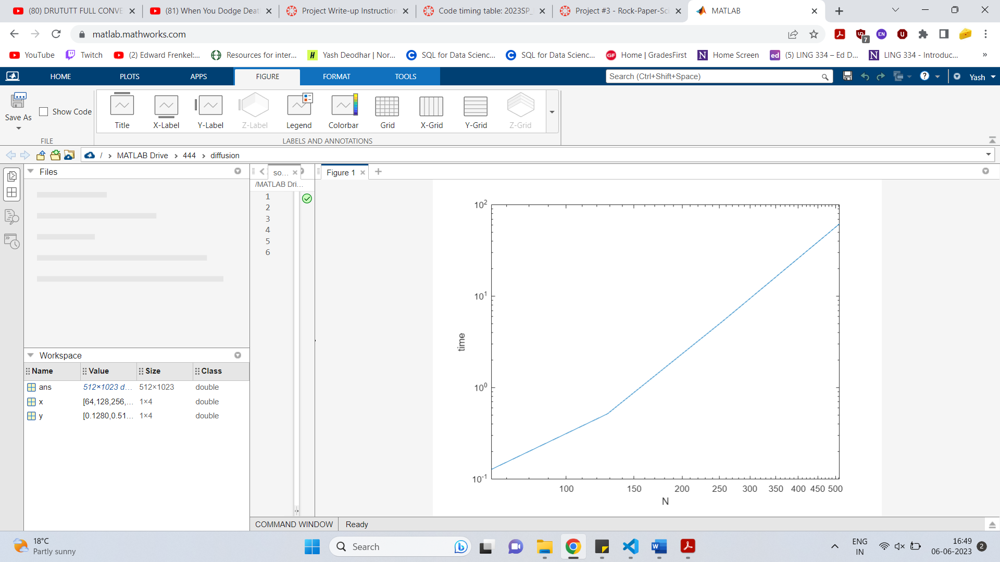 (80) DRUTUTT FULL CONVE
(81) When You Dodge Deat
Project Write-up Instruction
Code timing table: 2023SP_
Project #3 - Rock-Paper-Sci
MATLAB
matlab.mathworks.com
7
EN
YouTube
Twitch
(2) Edward Frenkel:...
Resources for inter...
Yash Deodhar | Nor...
SQL for Data Scienc...
SQL for Data Scienc...
GF Home | GradesFirst
N Home Screen
ed (5) LING 334 – Ed D...
N LING 334 - Introduc...
»
HOME
PLOTS
APPS
FIGURE
FORMAT
TOOLS
Search (Ctrl+Shift+Space)
Yash
Save As
Show Code
FILE
Title
X-Label
Y-Label
Z-Label
Legend
Colorbar
Grid
X-Grid
Y-Grid
Z-Grid
LABELS AND ANNOTATIONS
/ › MATLAB Drive › 444 › diffusion
Files
Workspace
Name Value Size Class
ans 512×1023 d... 512×1023 double
x [64,128,256,... 1×4 double
y [0.1280,0.51... 1×4 double
so...
/MATLAB Dri...
1
2
3
4
5
6
Figure 1
10²
10¹
10⁰
10⁻¹
time
100 150 200 250 300 350 400 450 500
N
COMMAND WINDOW
Ready
18°C
Partly sunny
Search
ENG
IN
16:49
06-06-2023
2